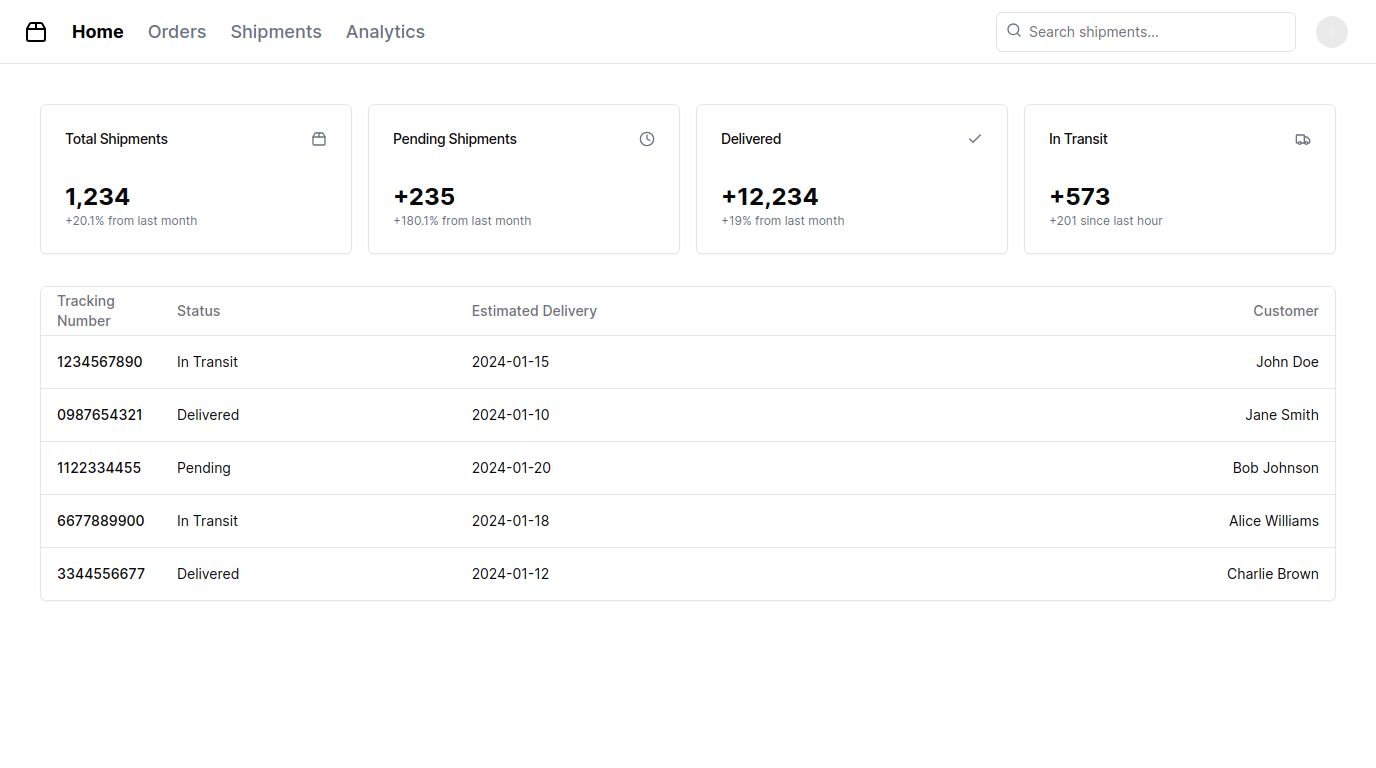 Home Orders Shipments Analytics Search shipments...
Total Shipments
1,234
+20.1% from last month
Pending Shipments
+235
+180.1% from last month
Delivered
+12,234
+19% from last month
In Transit
+573
+201 since last hour
Tracking Number Status Estimated Delivery Customer
1234567890 In Transit 2024-01-15 John Doe
0987654321 Delivered 2024-01-10 Jane Smith
1122334455 Pending 2024-01-20 Bob Johnson
6677889900 In Transit 2024-01-18 Alice Williams
3344556677 Delivered 2024-01-12 Charlie Brown